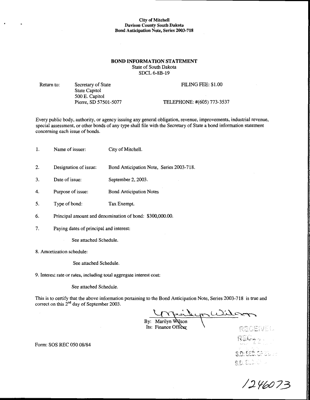 City of Mitchell
Davison County South Dakota
Bond Anticipation Note, Series 2003-718
BOND INFORMATION STATEMENT
State of South Dakota
SDCL 6-8B-19
Return to: Secretary of State FILING FEE: $1.00
State Capitol
500 E. Capitol
Pierre, SD 57501-5077 TELEPHONE: #(605) 773-3537
Every public body, authority, or agency issuing any general obligation, revenue, improvements, industrial revenue,
special assessment, or other bonds of any type shall file with the Secretary of State a bond information statement
concerning each issue of bonds.
1. Name of issuer: City of Mitchell.
2. Designation of issue: Bond Anticipation Note, Series 2003-718.
3. Date of issue: September 2, 2003.
4. Purpose of issue: Bond Anticipation Notes
5. Type of bond: Tax Exempt.
6. Principal amount and denomination of bond: $300,000.00.
7. Paying dates of principal and interest:
See attached Schedule.
8. Amortization schedule:
See attached Schedule.
9. Interest rate or rates, including total aggregate interest cost:
See attached Schedule.
This is to certify that the above information pertaining to the Bond Anticipation Note, Series 2003-718 is true and
correct on this 2nd day of September 2003.
Marilyn Wilson
By: Marilyn Wilson
Its: Finance Officer
Form: SOS REC 050 08/84
1246073